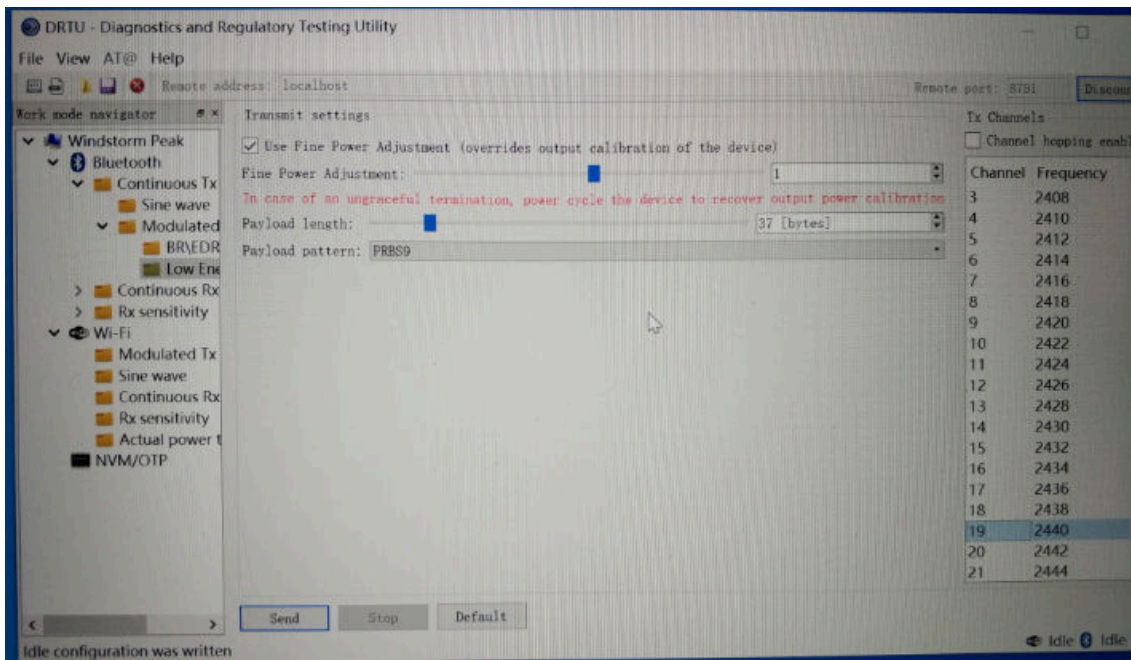 DRTU - Diagnostics and Regulatory Testing Utility
File View AT@ Help
Remote address: localhost
Remote port: 8751
Work mode navigator
Windstorm Peak
Bluetooth
Continuous Tx
Sine wave
Modulated
BR\EDR
Low Ene
Continuous Rx
Rx sensitivity
Wi-Fi
Modulated Tx
Sine wave
Continuous Rx
Rx sensitivity
Actual power t
NVM/OTP
Transmit settings
Use Fine Power Adjustment (overrides output calibration of the device)
Fine Power Adjustment: 1
In case of an ungraceful termination, power cycle the device to recover output power calibration
Payload length: 37 [bytes]
Payload pattern: PRBS9
Send Stop Default
Tx Channels
Channel hopping enabl
Channel Frequency
3 2408
4 2410
5 2412
6 2414
7 2416
8 2418
9 2420
10 2422
11 2424
12 2426
13 2428
14 2430
15 2432
16 2434
17 2436
18 2438
19 2440
20 2442
21 2444
Idle configuration was written
Idle Idle